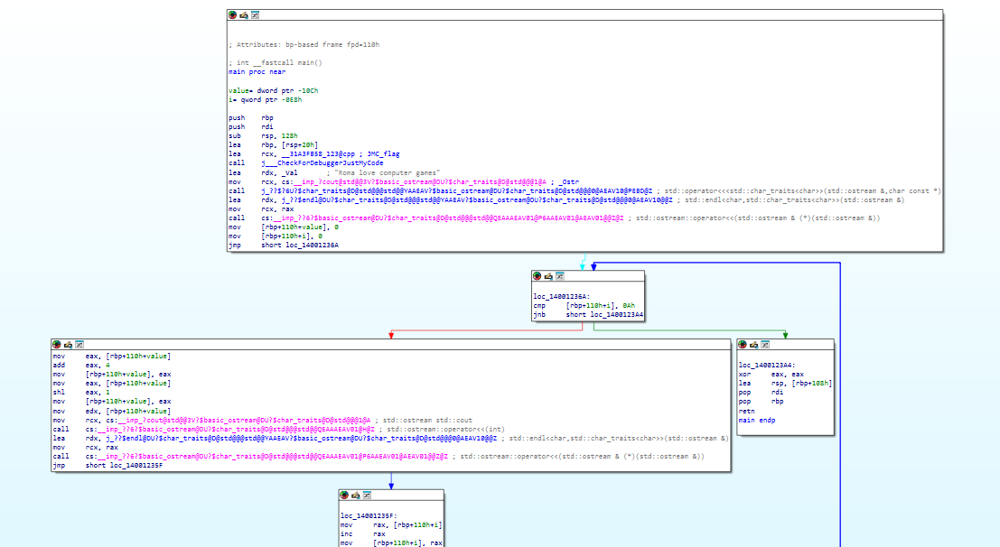 ; Attributes: bp-based frame fpd=110h
; int __fastcall main()
main proc near
value= dword ptr -10Ch
i= qword ptr -0E8h
push rbp
push rdi
sub rsp, 128h
lea rbp, [rsp+20h]
lea rcx, __31A3FB58_123@cpp ; JMC_flag
call j___CheckForDebuggerJustMyCode
lea rdx, _Val ; "Roma love computer games"
mov rcx, cs:__imp_?cout@std@@3V?$basic_ostream@DU?$char_traits@D@std@@@1@A ; _Ostr
call j_??$?6U?$char_traits@D@std@@@std@@YAAEAV?$basic_ostream@DU?$char_traits@D@std@@@0@AEAV10@PEBD@Z ; std::operator<<<std::char_traits<char>>(std::ostream &,char const *)
lea rdx, j_??$endl@DU?$char_traits@D@std@@@std@@YAAEAV?$basic_ostream@DU?$char_traits@D@std@@@0@AEAV10@@Z ; std::endl<char,std::char_traits<char>>(std::ostream &)
mov rcx, rax
call cs:__imp_??6?$basic_ostream@DU?$char_traits@D@std@@@std@@QEAAAEAV01@P6AAEAV01@AEAV01@@Z@Z ; std::ostream::operator<<(std::ostream & (*)(std::ostream &))
mov [rbp+110h+value], 0
mov [rbp+110h+i], 0
jmp short loc_14001236A
loc_14001236A:
cmp [rbp+110h+i], 0Ah
jnb short loc_1400123A4
mov eax, [rbp+110h+value]
add eax, 4
mov [rbp+110h+value], eax
mov eax, [rbp+110h+value]
shl eax, 1
mov [rbp+110h+value], eax
mov edx, [rbp+110h+value]
mov rcx, cs:__imp_?cout@std@@3V?$basic_ostream@DU?$char_traits@D@std@@@1@A ; std::ostream std::cout
call cs:__imp_??6?$basic_ostream@DU?$char_traits@D@std@@@std@@QEAAAEAV01@H@Z ; std::ostream::operator<<(int)
lea rdx, j_??$endl@DU?$char_traits@D@std@@@std@@YAAEAV?$basic_ostream@DU?$char_traits@D@std@@@0@AEAV10@@Z ; std::endl<char,std::char_traits<char>>(std::ostream &)
mov rcx, rax
call cs:__imp_??6?$basic_ostream@DU?$char_traits@D@std@@@std@@QEAAAEAV01@P6AAEAV01@AEAV01@@Z@Z ; std::ostream::operator<<(std::ostream & (*)(std::ostream &))
jmp short loc_14001235F
loc_1400123A4:
xor eax, eax
lea rsp, [rbp+108h]
pop rdi
pop rbp
retn
main endp
loc_14001235F:
mov rax, [rbp+110h+i]
inc rax
mov [rbp+110h+i], rax